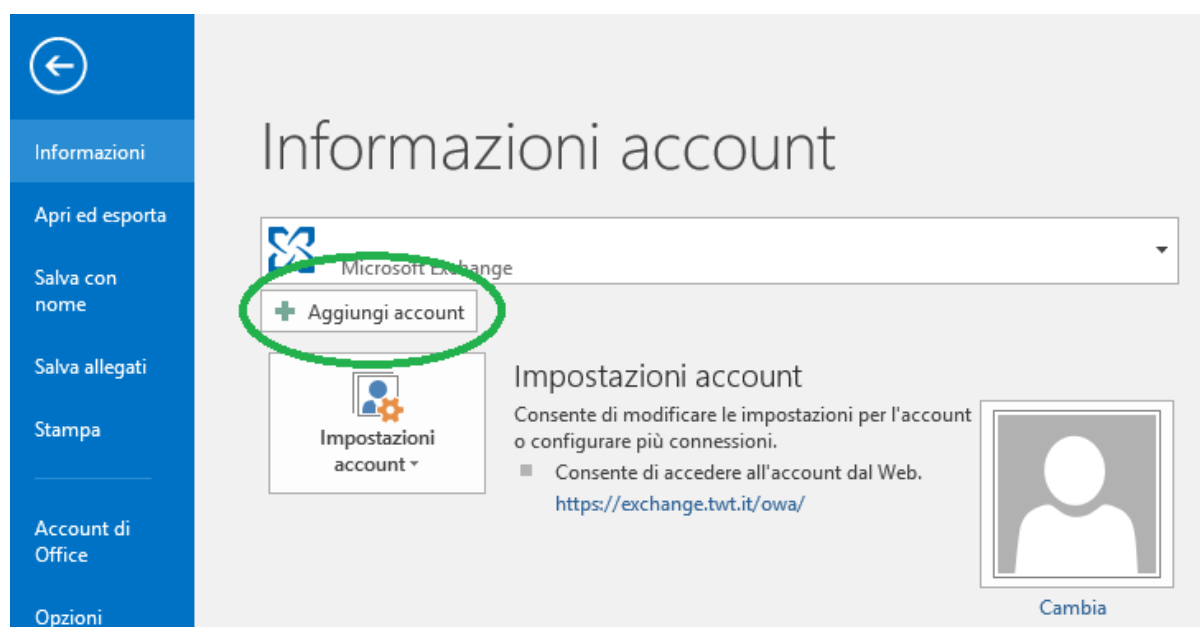 Informazioni
Apri ed esporta
Salva con
nome
Salva allegati
Stampa
Account di
Office
Opzioni
Informazioni account
Microsoft Exchange
Aggiungi account
Impostazioni
account
Impostazioni account
Consente di modificare le impostazioni per l'account
o configurare più connessioni.
Consente di accedere all'account dal Web.
https://exchange.twt.it/owa/
Cambia